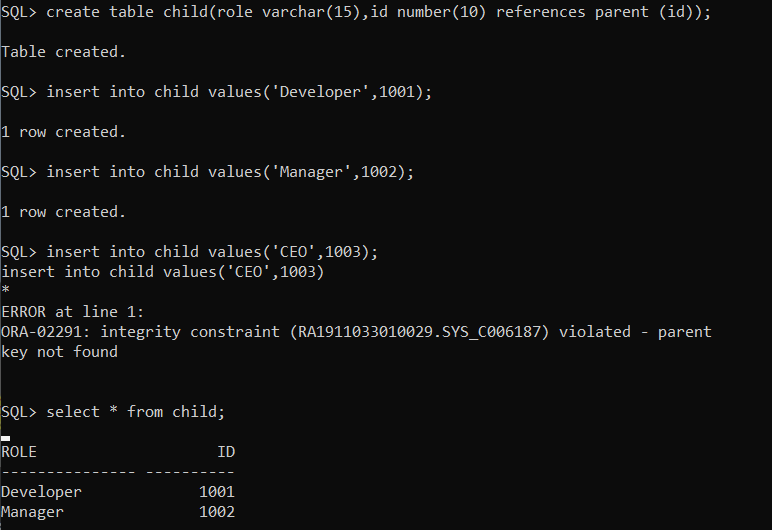 SQL> create table child(role varchar(15),id number(10) references parent (id));
Table created.
SQL> insert into child values('Developer',1001);
1 row created.
SQL> insert into child values('Manager',1002);
1 row created.
SQL> insert into child values('CEO',1003);
insert into child values('CEO',1003)
*
ERROR at line 1:
ORA-02291: integrity constraint (RA1911033010029.SYS_C006187) violated - parent
key not found
SQL> select * from child;
ROLE                    ID
--------------- ----------
Developer             1001
Manager               1002